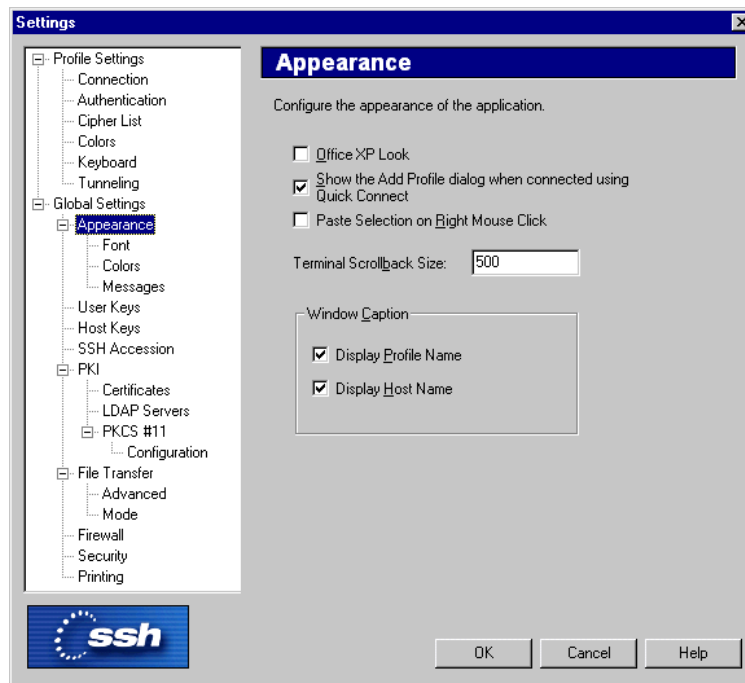 Settings
Profile Settings
Connection
Authentication
Cipher List
Colors
Keyboard
Tunneling
Global Settings
Appearance
Font
Colors
Messages
User Keys
Host Keys
SSH Accession
PKI
Certificates
LDAP Servers
PKCS #11
Configuration
File Transfer
Advanced
Mode
Firewall
Security
Printing
ssh
Appearance
Configure the appearance of the application.
Office XP Look
Show the Add Profile dialog when connected using
Quick Connect
Paste Selection on Right Mouse Click
Terminal Scrollback Size: 500
Window Caption
Display Profile Name
Display Host Name
OK Cancel Help